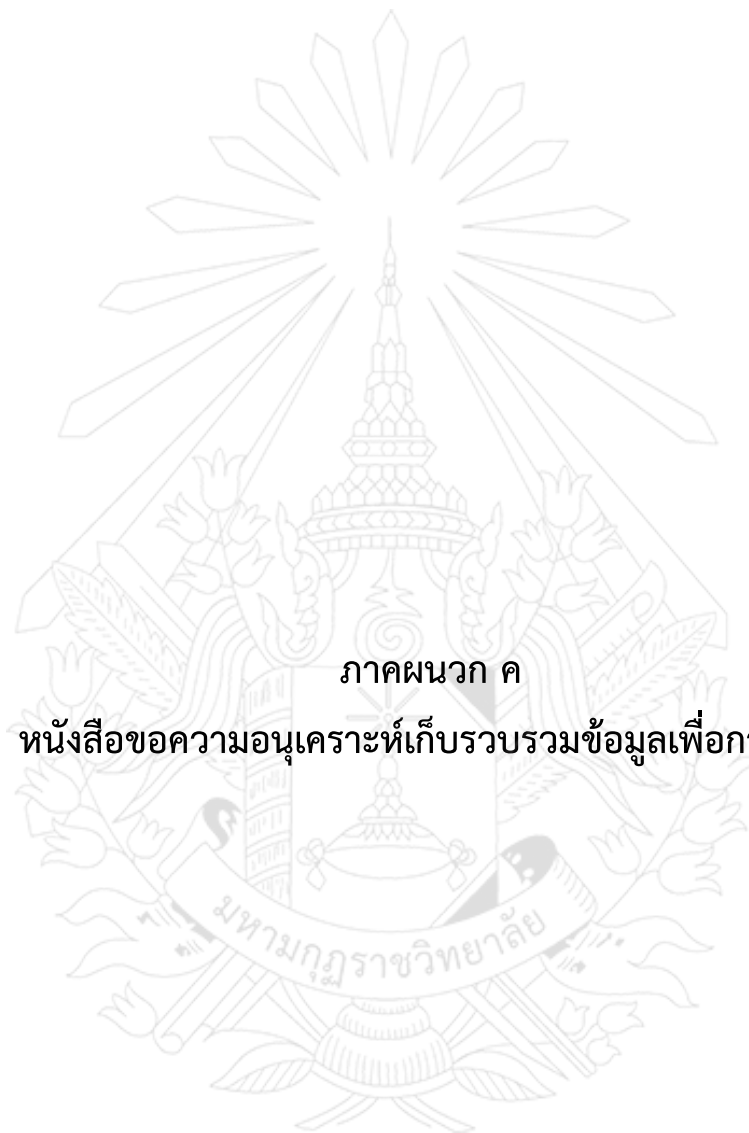 ภาคผนวก ค
หนังสือขอความอนุเคราะห์เก็บรวบรวมข้อมูลเพื่อกา
มหามกุฏราชวิทยาลัย